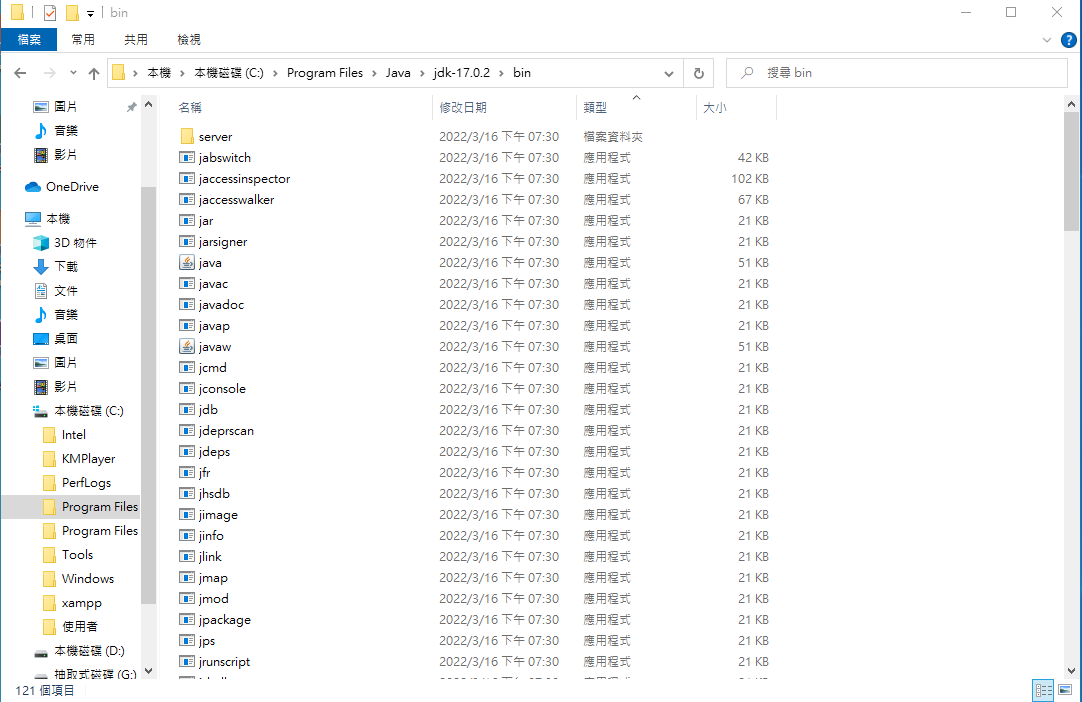 bin
檔案 常用 共用 檢視
本機 本機磁碟 (C:) Program Files Java jdk-17.0.2 bin 搜尋 bin
圖片
音樂
影片
OneDrive
本機
3D 物件
下載
文件
音樂
桌面
圖片
影片
本機磁碟 (C:)
Intel
KMPlayer
PerfLogs
Program Files
Program Files
Tools
Windows
xampp
使用者
本機磁碟 (D:)
抽取式磁碟 (G:)
名稱 修改日期 類型 大小
server 2022/3/16 下午 07:30 檔案資料夾
jabswitch 2022/3/16 下午 07:30 應用程式 42 KB
jaccessinspector 2022/3/16 下午 07:30 應用程式 102 KB
jaccesswalker 2022/3/16 下午 07:30 應用程式 67 KB
jar 2022/3/16 下午 07:30 應用程式 21 KB
jarsigner 2022/3/16 下午 07:30 應用程式 21 KB
java 2022/3/16 下午 07:30 應用程式 51 KB
javac 2022/3/16 下午 07:30 應用程式 21 KB
javadoc 2022/3/16 下午 07:30 應用程式 21 KB
javap 2022/3/16 下午 07:30 應用程式 21 KB
javaw 2022/3/16 下午 07:30 應用程式 51 KB
jcmd 2022/3/16 下午 07:30 應用程式 21 KB
jconsole 2022/3/16 下午 07:30 應用程式 21 KB
jdb 2022/3/16 下午 07:30 應用程式 21 KB
jdeprscan 2022/3/16 下午 07:30 應用程式 21 KB
jdeps 2022/3/16 下午 07:30 應用程式 21 KB
jfr 2022/3/16 下午 07:30 應用程式 21 KB
jhsdb 2022/3/16 下午 07:30 應用程式 21 KB
jimage 2022/3/16 下午 07:30 應用程式 21 KB
jinfo 2022/3/16 下午 07:30 應用程式 21 KB
jlink 2022/3/16 下午 07:30 應用程式 21 KB
jmap 2022/3/16 下午 07:30 應用程式 21 KB
jmod 2022/3/16 下午 07:30 應用程式 21 KB
jpackage 2022/3/16 下午 07:30 應用程式 21 KB
jps 2022/3/16 下午 07:30 應用程式 21 KB
jrunscript 2022/3/16 下午 07:30 應用程式 21 KB
121 個項目